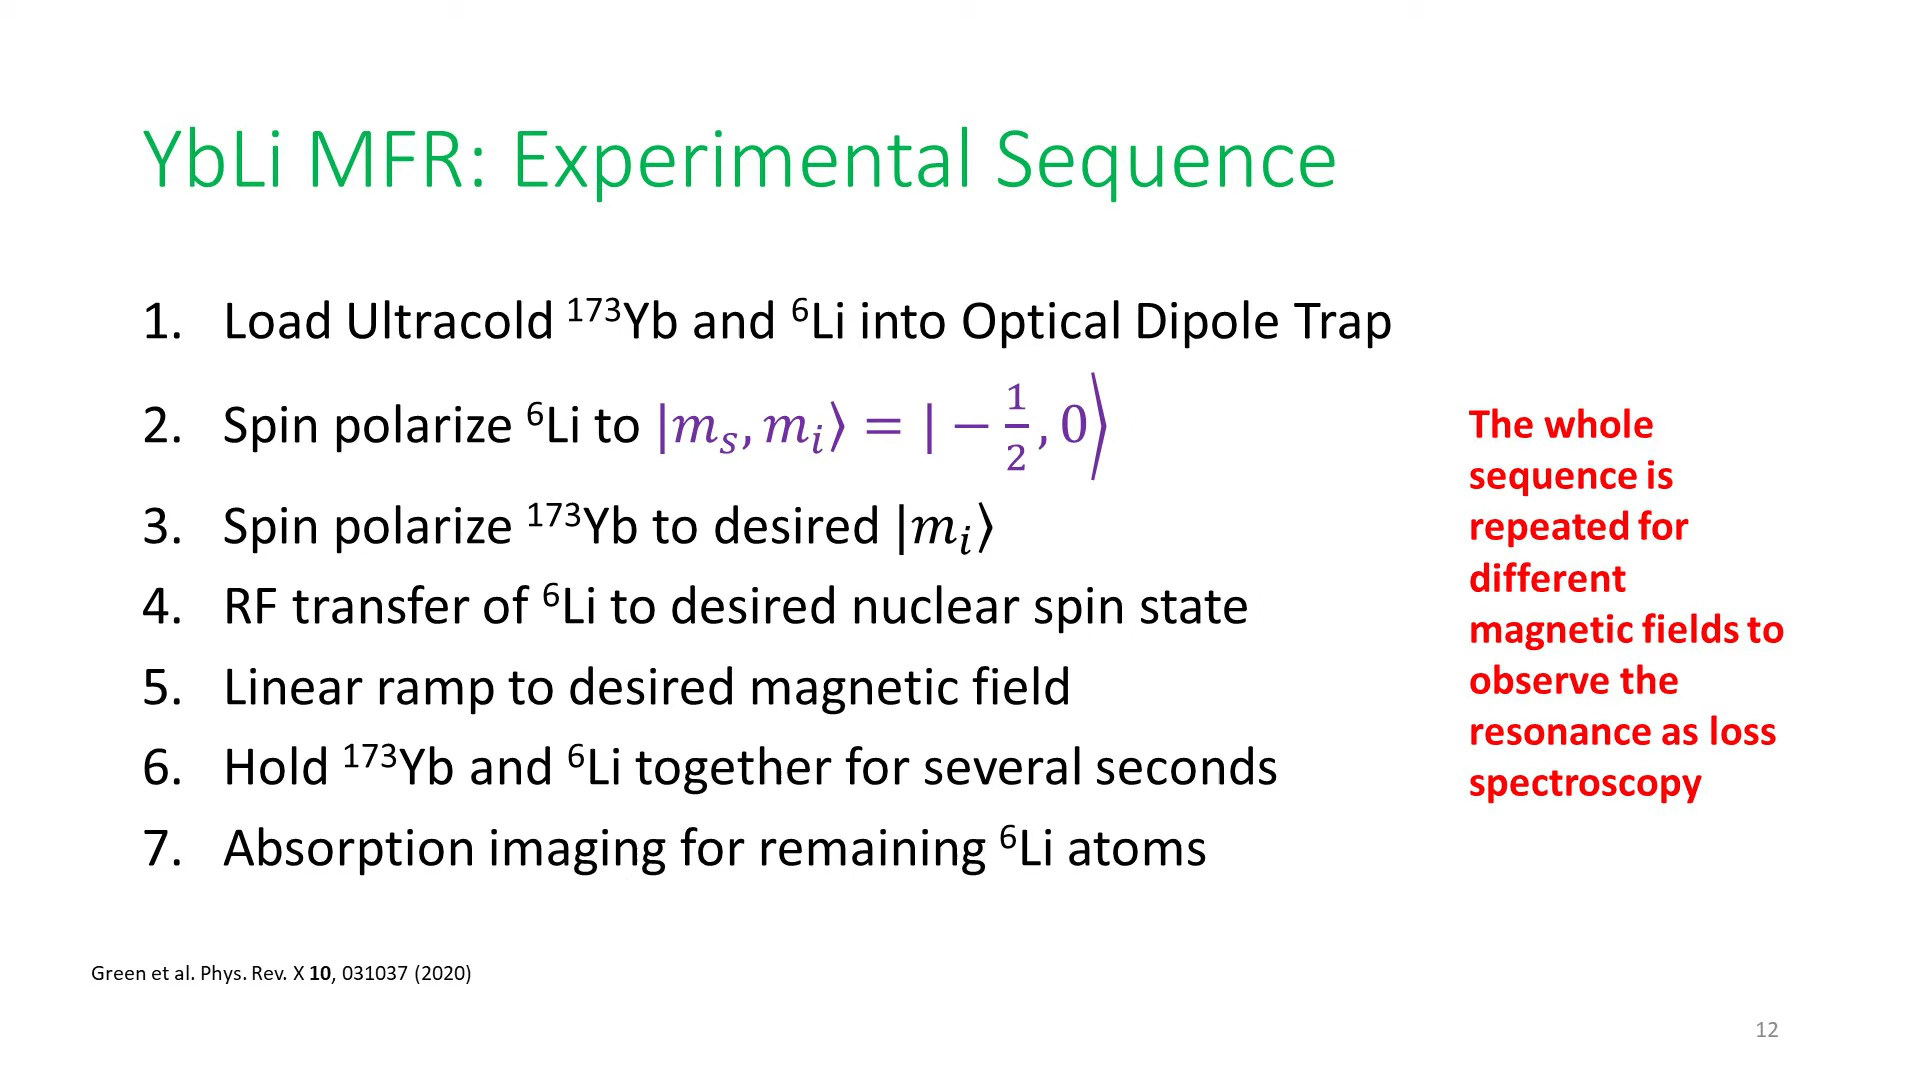 YbLi MFR: Experimental Sequence
1. Load Ultracold ¹⁷³Yb and ⁶Li into Optical Dipole Trap
2. Spin polarize ⁶Li to |mₛ, mᵢ⟩ = | − 1/2 , 0⟩
3. Spin polarize ¹⁷³Yb to desired |mᵢ⟩
4. RF transfer of ⁶Li to desired nuclear spin state
5. Linear ramp to desired magnetic field
6. Hold ¹⁷³Yb and ⁶Li together for several seconds
7. Absorption imaging for remaining ⁶Li atoms
The whole
sequence is
repeated for
different
magnetic fields to
observe the
resonance as loss
spectroscopy
Green et al. Phys. Rev. X 10, 031037 (2020)
12